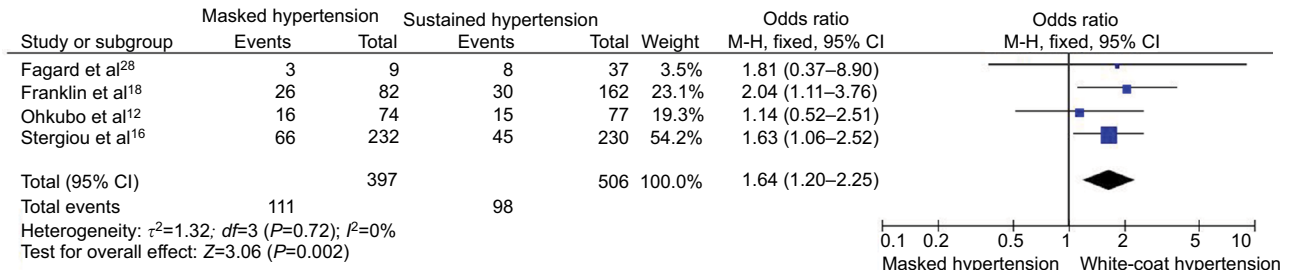 Masked hypertension Sustained hypertension Odds ratio Odds ratio
Study or subgroup Events Total Events Total Weight M-H, fixed, 95% CI M-H, fixed, 95% CI
Fagard et al28 3 9 8 37 3.5% 1.81 (0.37–8.90)
Franklin et al18 26 82 30 162 23.1% 2.04 (1.11–3.76)
Ohkubo et al12 16 74 15 77 19.3% 1.14 (0.52–2.51)
Stergiou et al16 66 232 45 230 54.2% 1.63 (1.06–2.52)
Total (95% CI) 397 506 100.0% 1.64 (1.20–2.25)
Total events 111 98
Heterogeneity: τ2=1.32; df=3 (P=0.72); I2=0%
Test for overall effect: Z=3.06 (P=0.002)
0.1 0.2 0.5 1 2 5 10
Masked hypertension White-coat hypertension